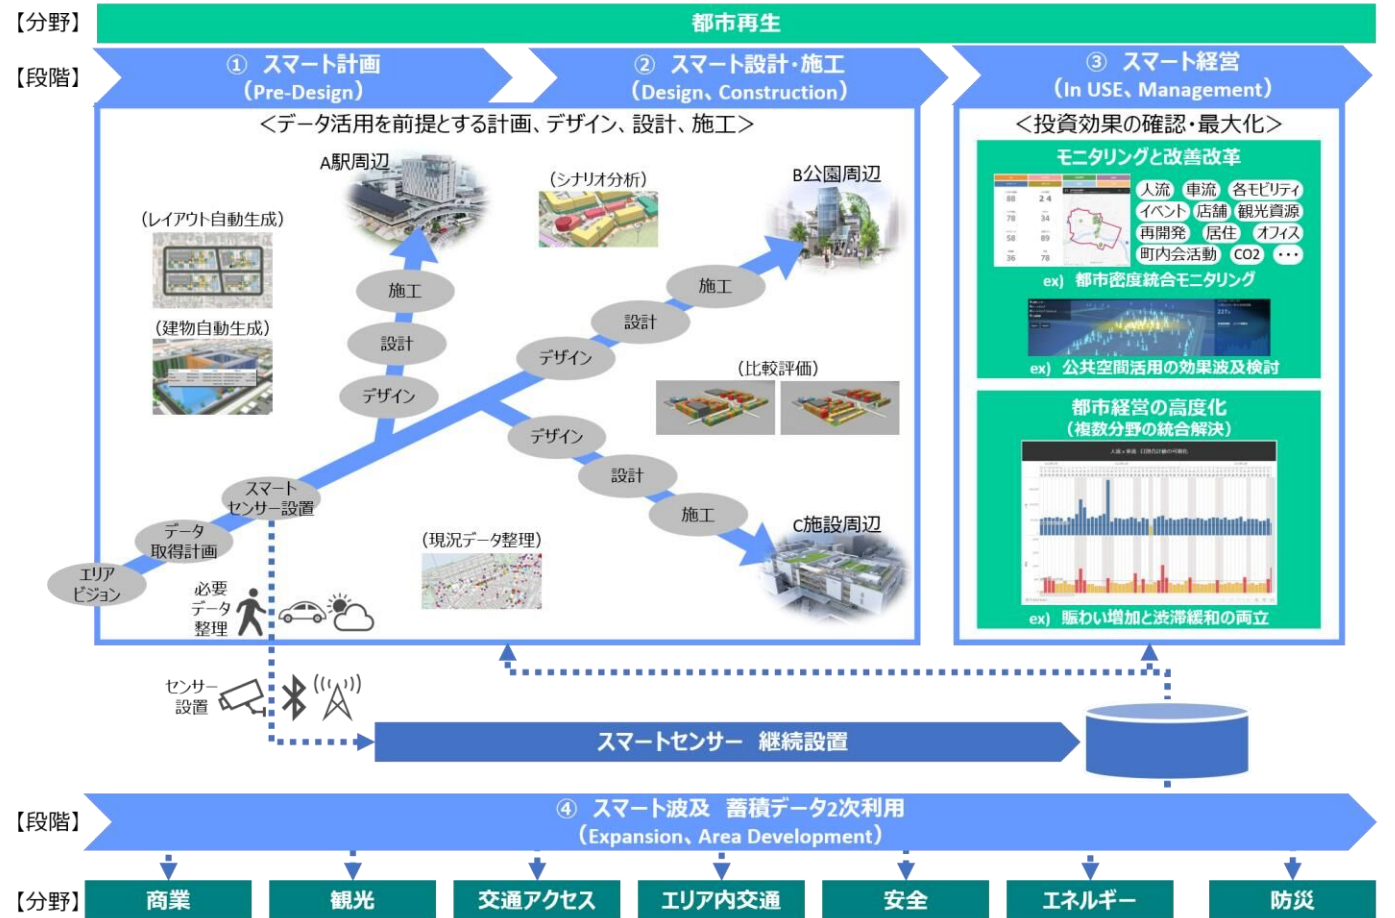 【分野】
都市再生
【段階】
① スマート計画
（Pre-Design）
② スマート設計・施工
（Design、Construction）
③ スマート経営
（In USE、Management）
＜データ活用を前提とする計画、デザイン、設計、施工＞
A駅周辺
（シナリオ分析）
B公園周辺
（レイアウト自動生成）
（建物自動生成）
施工
設計
デザイン
施工
設計
デザイン
（比較評価）
デザイン
設計
施工
C施設周辺
スマート
センサー設置
データ
取得計画
エリア
ビジョン
（現況データ整理）
必要
データ
整理
センサー
設置
＜投資効果の確認・最大化＞
モニタリングと改善改革
88
24
78
34
58
89
36
78
人流 車流 各モビリティ
イベント 店舗 観光資源
再開発 居住 オフィス
町内会活動 CO2 ・・・
ex) 都市密度統合モニタリング
ex) 公共空間活用の効果波及検討
都市経営の高度化
（複数分野の統合解決）
ex) 賑わい増加と渋滞緩和の両立
スマートセンサー 継続設置
【段階】
④ スマート波及 蓄積データ2次利用
（Expansion、Area Development）
【分野】
商業
観光
交通アクセス
エリア内交通
安全
エネルギー
防災